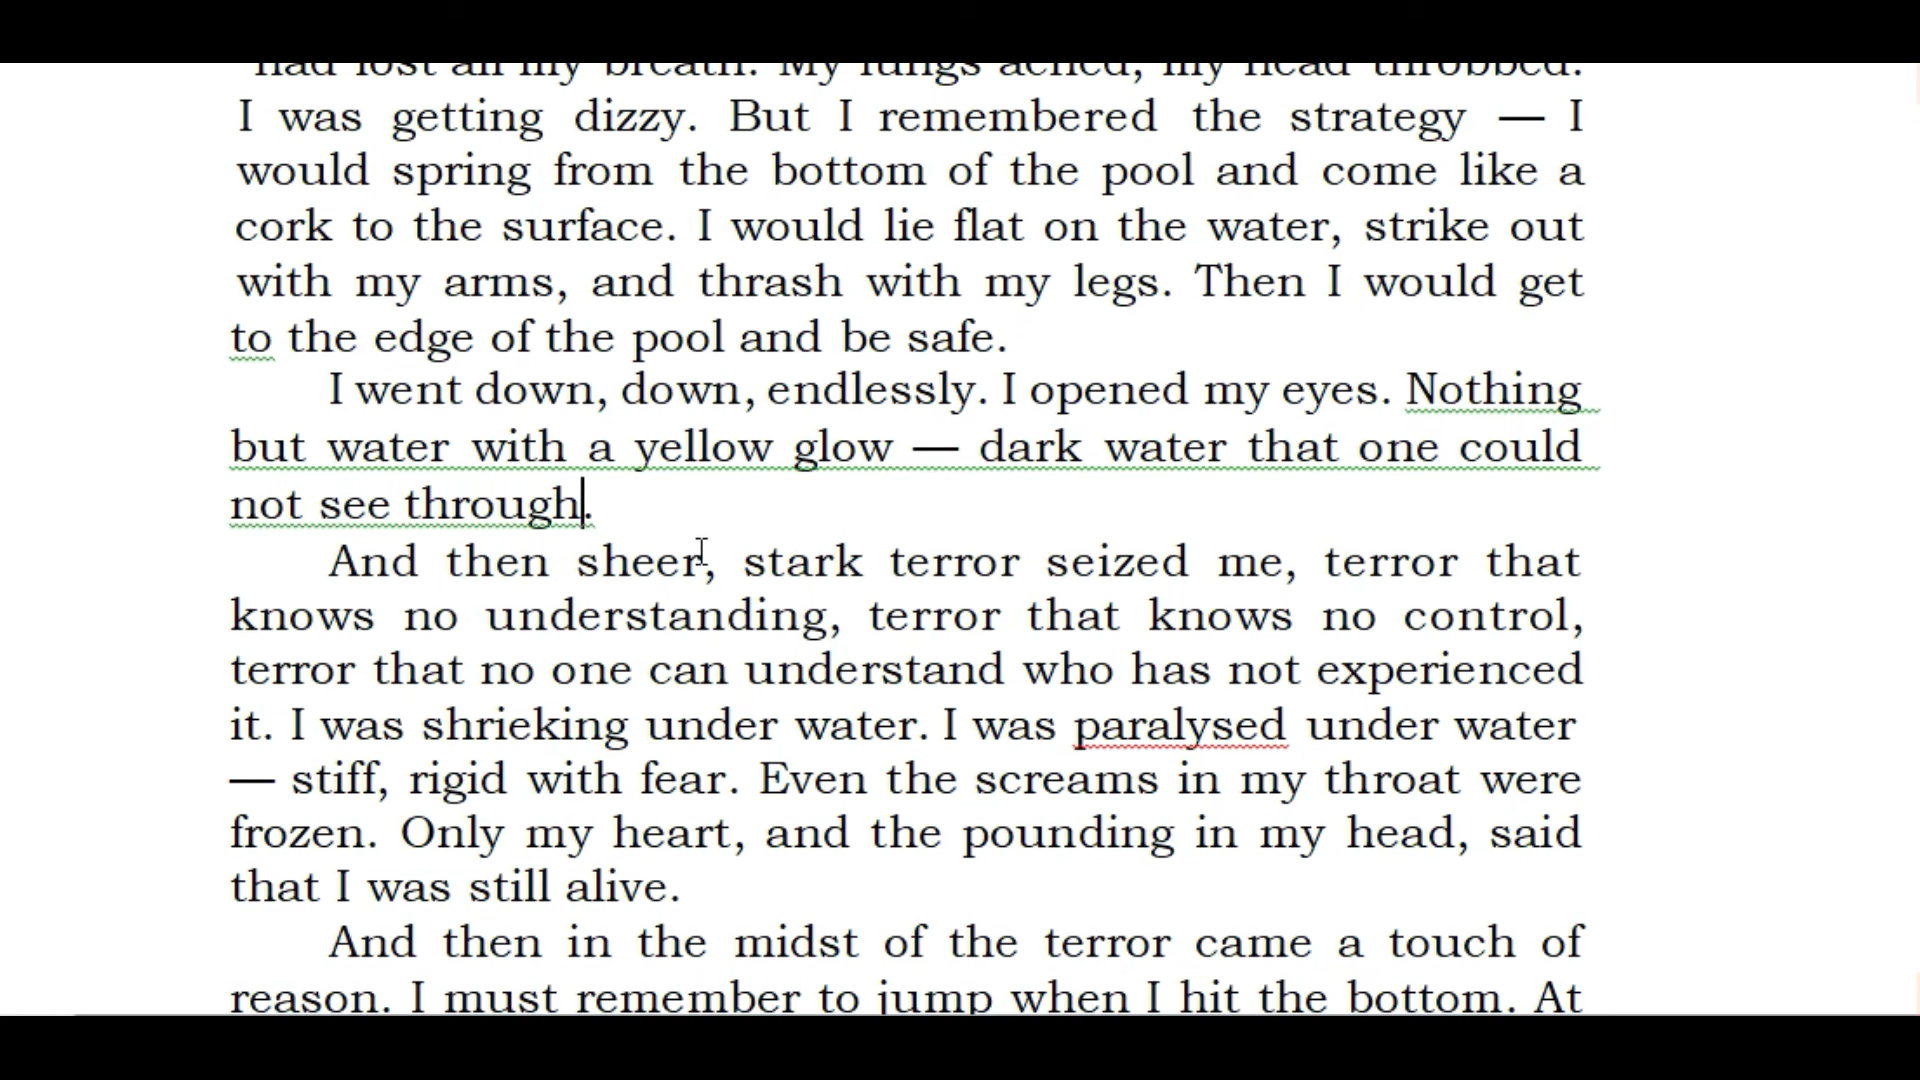 had lost all my breath. My lungs ached, my head throbbed.
I was getting dizzy. But I remembered the strategy — I
would spring from the bottom of the pool and come like a
cork to the surface. I would lie flat on the water, strike out
with my arms, and thrash with my legs. Then I would get
to the edge of the pool and be safe.
I went down, down, endlessly. I opened my eyes. Nothing
but water with a yellow glow — dark water that one could
not see through.
And then sheer, stark terror seized me, terror that
knows no understanding, terror that knows no control,
terror that no one can understand who has not experienced
it. I was shrieking under water. I was paralysed under water
— stiff, rigid with fear. Even the screams in my throat were
frozen. Only my heart, and the pounding in my head, said
that I was still alive.
And then in the midst of the terror came a touch of
reason. I must remember to jump when I hit the bottom. At